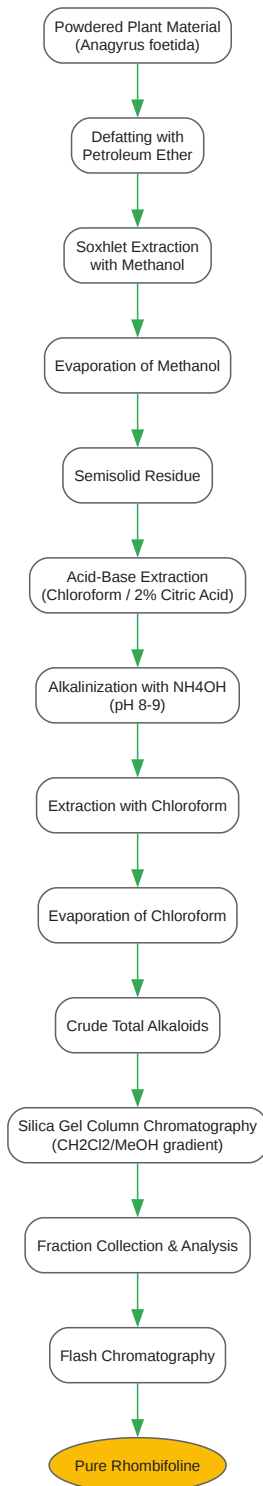 Powdered Plant Material
(Anagyrus foetida)
Defatting with
Petroleum Ether
Soxhlet Extraction
with Methanol
Evaporation of Methanol
Semisolid Residue
Acid-Base Extraction
(Chloroform / 2% Citric Acid)
Alkalinization with NH4OH
(pH 8-9)
Extraction with Chloroform
Evaporation of Chloroform
Crude Total Alkaloids
Silica Gel Column Chromatography
(CH2Cl2/MeOH gradient)
Fraction Collection & Analysis
Flash Chromatography
Pure Rhombifoline